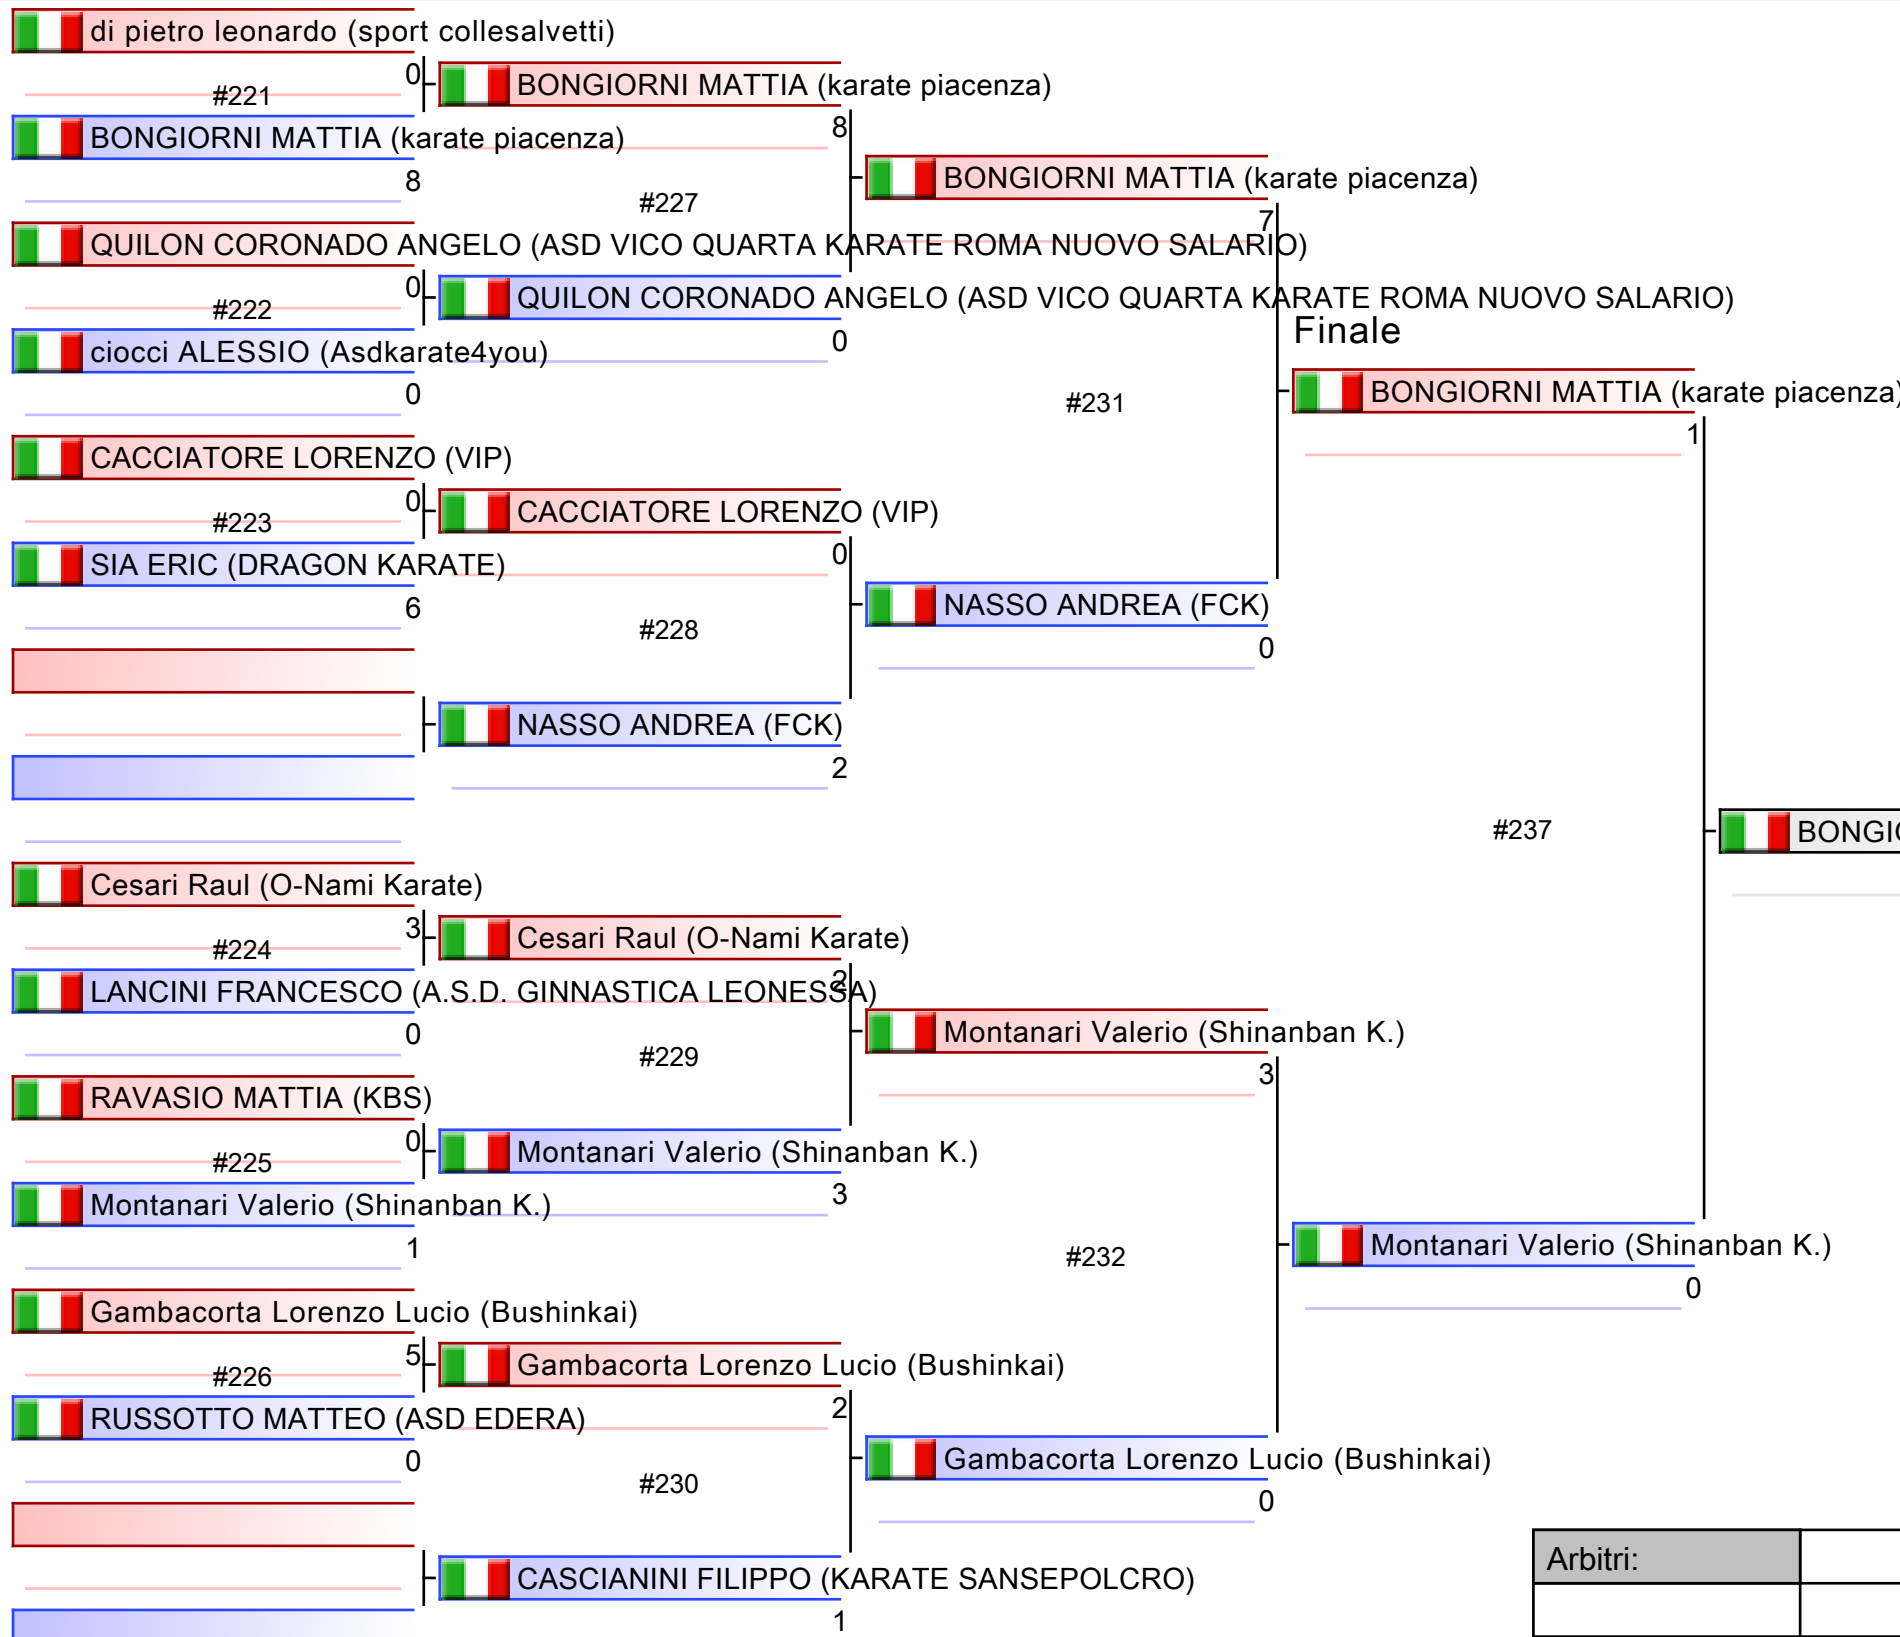 di pietro leonardo (sport collesalvetti)
0
#221
BONGIORNI MATTIA (karate piacenza)
8
QUILON CORONADO ANGELO (ASD VICO QUARTA KARATE ROMA NUOVO SALARIO)
0
#222
ciocci ALESSIO (Asdkarate4you)
0
CACCIATORE LORENZO (VIP)
0
#223
SIA ERIC (DRAGON KARATE)
6
Cesari Raul (O-Nami Karate)
3
#224
LANCINI FRANCESCO (A.S.D. GINNASTICA LEONESSA)
0
RAVASIO MATTIA (KBS)
0
#225
Montanari Valerio (Shinanban K.)
1
Gambacorta Lorenzo Lucio (Bushinkai)
5
#226
RUSSOTTO MATTEO (ASD EDERA)
0
BONGIORNI MATTIA (karate piacenza)
8
#227
QUILON CORONADO ANGELO (ASD VICO QUARTA KARATE ROMA NUOVO SALARIO)
0
CACCIATORE LORENZO (VIP)
0
#228
NASSO ANDREA (FCK)
2
Cesari Raul (O-Nami Karate)
2
#229
Montanari Valerio (Shinanban K.)
3
Gambacorta Lorenzo Lucio (Bushinkai)
2
#230
CASCIANINI FILIPPO (KARATE SANSEPOLCRO)
1
BONGIORNI MATTIA (karate piacenza)
7
#231
NASSO ANDREA (FCK)
0
Montanari Valerio (Shinanban K.)
3
#232
Gambacorta Lorenzo Lucio (Bushinkai)
0
Finale
BONGIORNI MATTIA (karate piacenza)
1
#237
Montanari Valerio (Shinanban K.)
0
Arbitri: